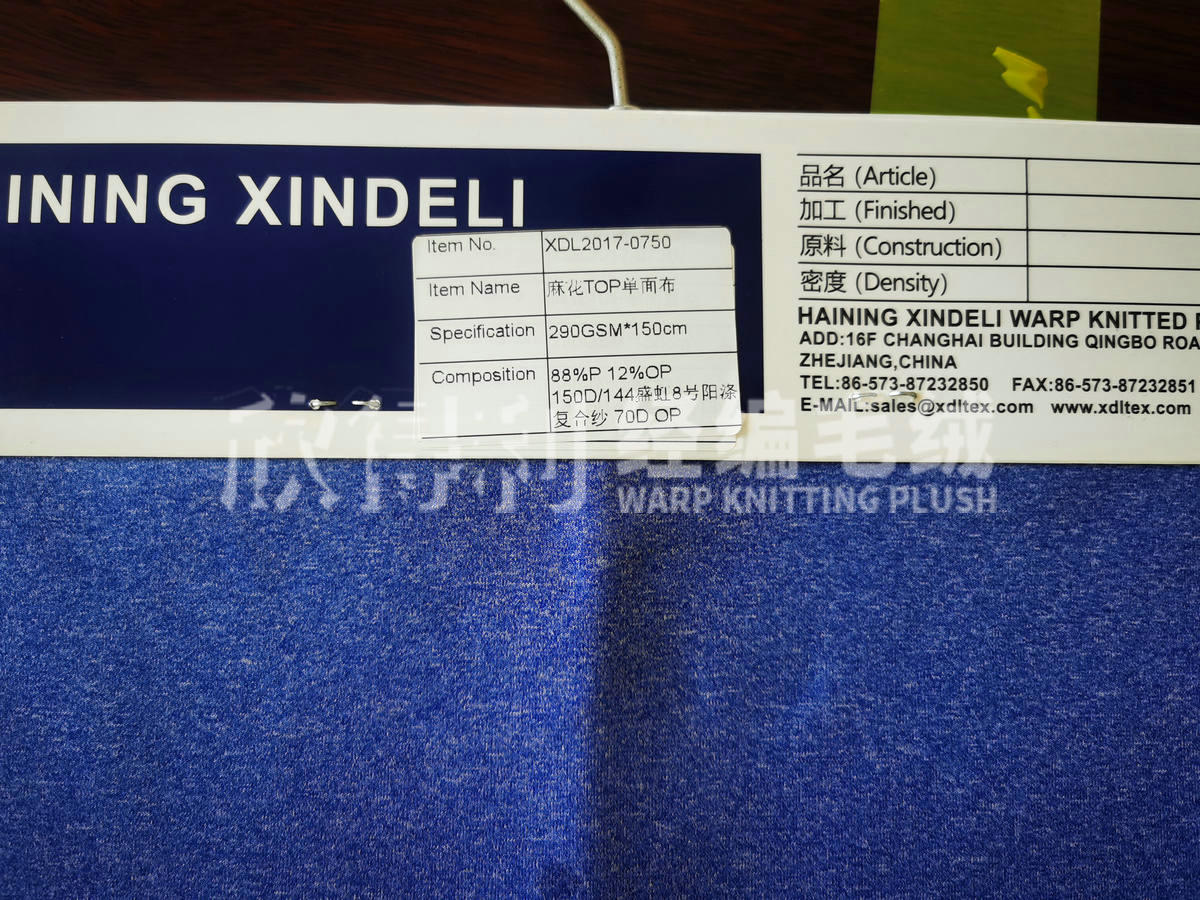 INING XINDELI
Item No. XDL2017-0750
Item Name 麻花TOP单面布
Specification 290GSM*150cm
Composition 88%P 12%OP
150D/144盛虹8号阳涤
复合纱 70D OP
品名 (Article)
加工 (Finished)
原料 (Construction)
密度 (Density)
HAINING XINDELI WARP KNITTED
ADD:16F CHANGHAI BUILDING QINGBO ROA
ZHEJIANG,CHINA
TEL:86-573-87232850 FAX:86-573-87232851
E-MAIL:sales@xdltex.com www.xdltex.com
欣得利 经编毛绒
WARP KNITTING PLUSH